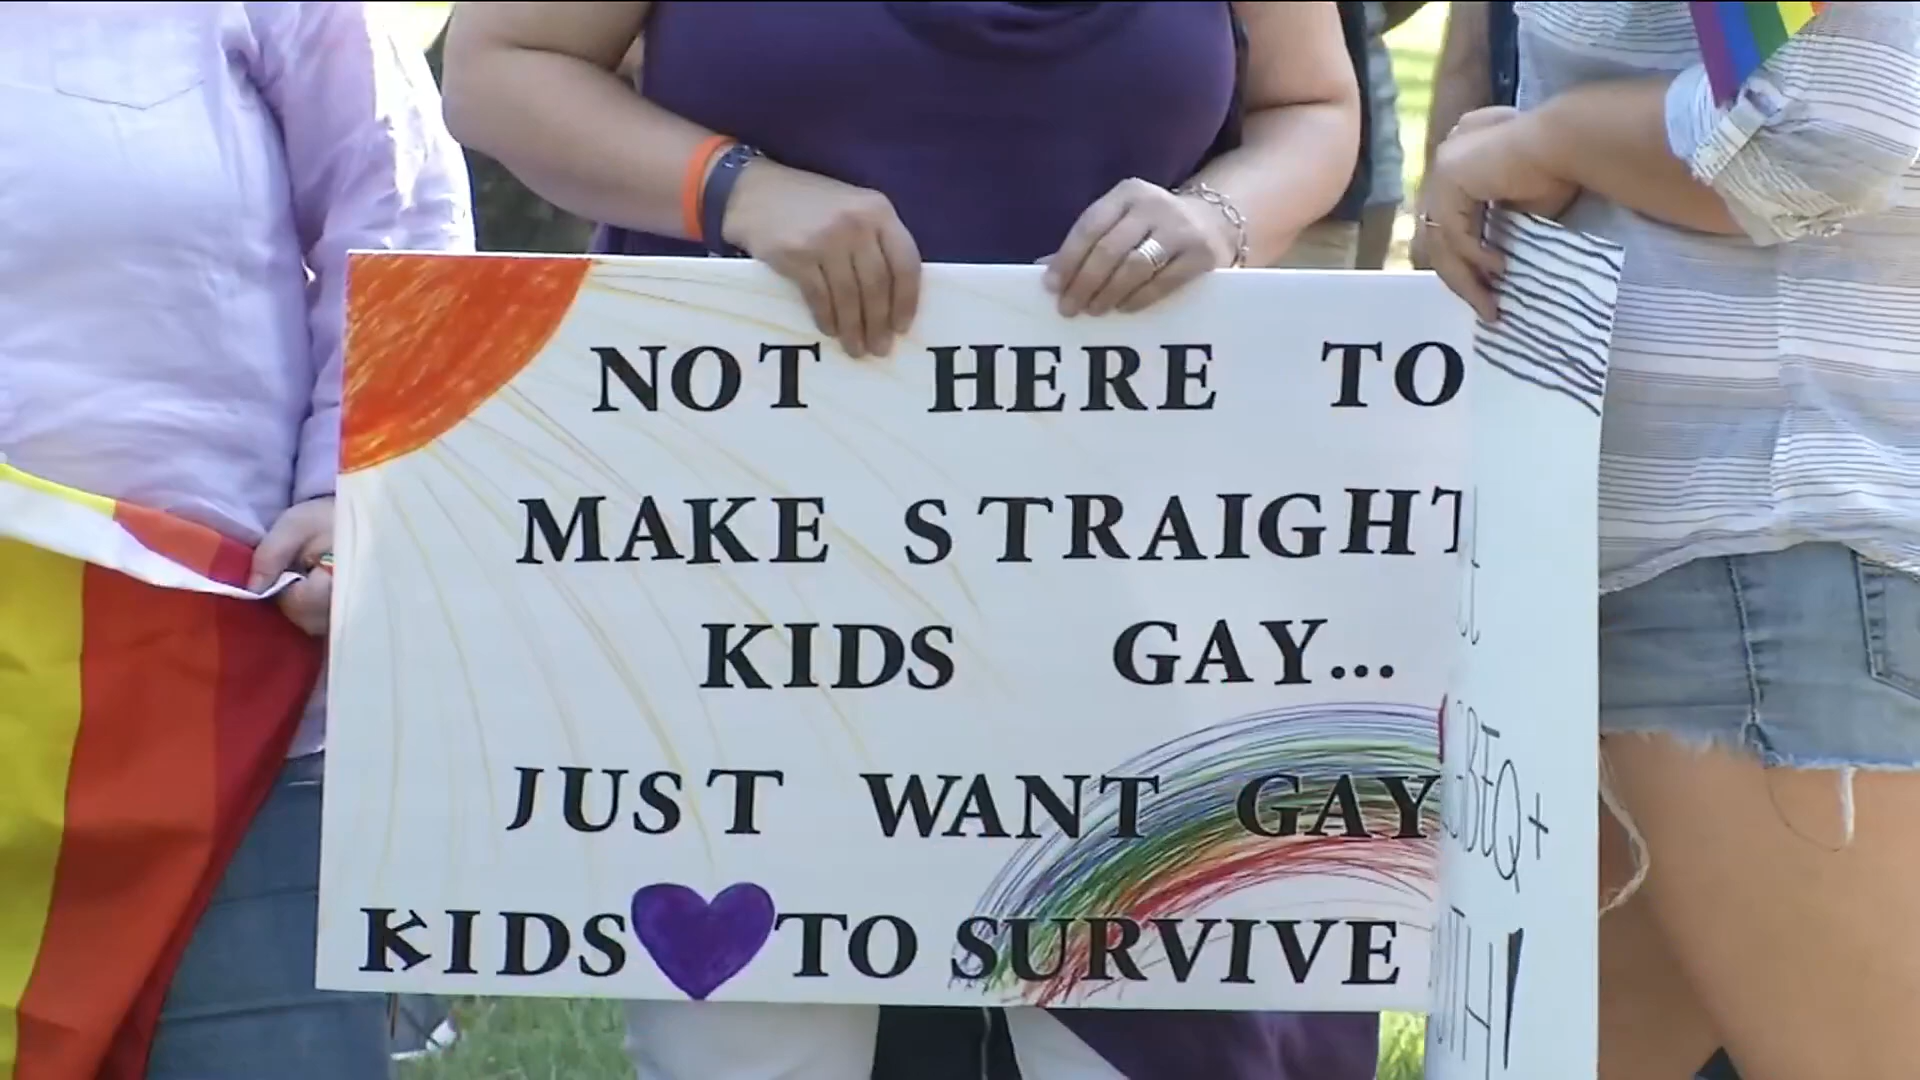 NOT HERE TO
MAKE STRAIGHT
KIDS GAY...
JUST WANT GAY
KIDS TO SURVIVE